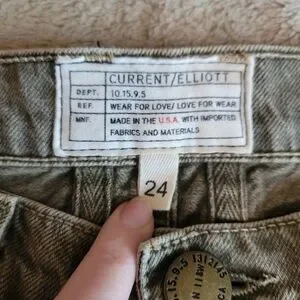 CURRENT/ELLIOTT
DEPT. 10.15.9.5
REF. WEAR FOR LOVE/ LOVE FOR WEAR
MNF. MADE IN THE U.S.A. WITH IMPORTED
FABRICS AND MATERIALS
24